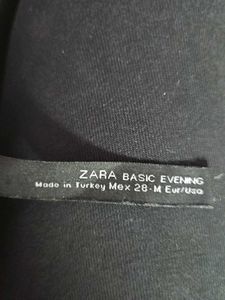 ZARA BASIC EVENING
Made in Turkey Mex 28-M Eur/Usa